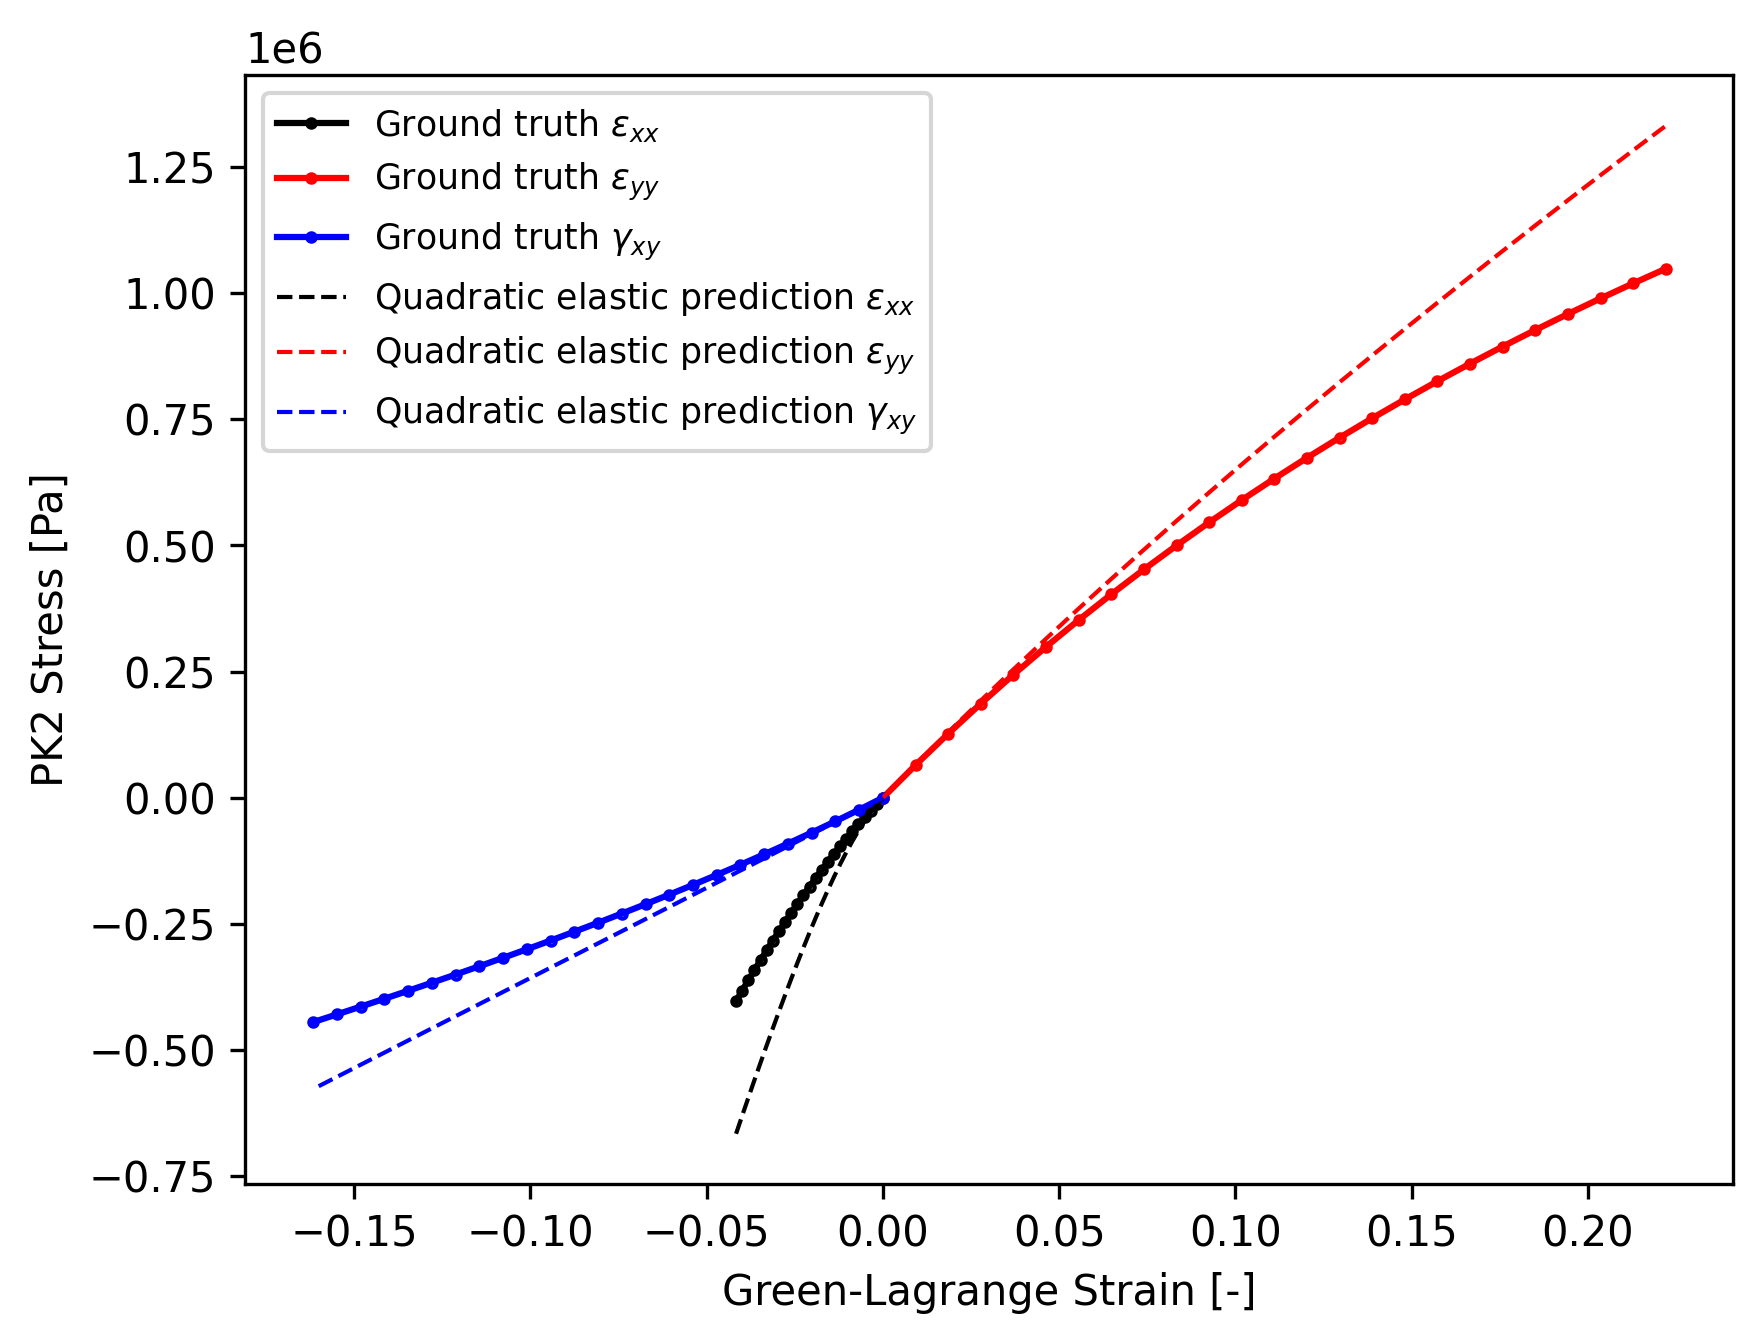 1e6
Ground truth εxx
Ground truth εyy
Ground truth γxy
Quadratic elastic prediction εxx
Quadratic elastic prediction εyy
Quadratic elastic prediction γxy
1.25
1.00
0.75
0.50
0.25
0.00
−0.25
−0.50
−0.75
PK2 Stress [Pa]
−0.15 −0.10 −0.05 0.00 0.05 0.10 0.15 0.20
Green-Lagrange Strain [-]